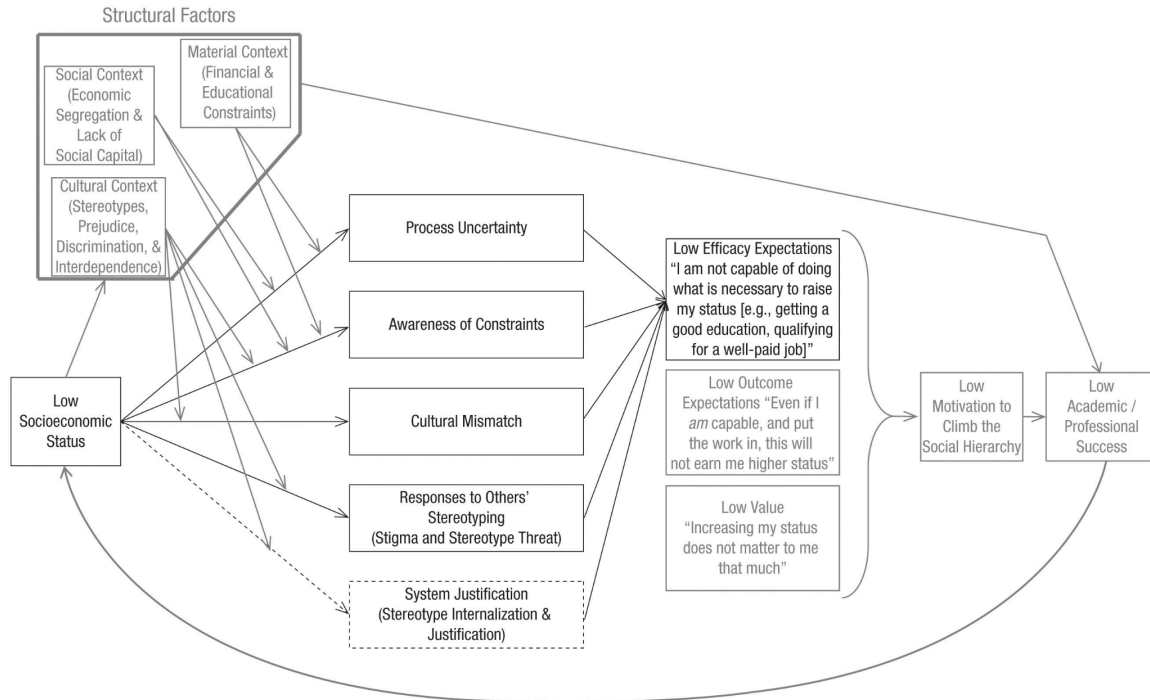 Structural Factors
Material Context
(Financial &
Educational
Constraints)
Social Context
(Economic
Segregation &
Lack of
Social Capital)
Cultural Context
(Stereotypes,
Prejudice,
Discrimination, &
Interdependence)
Low
Socioeconomic
Status
Process Uncertainty
Awareness of Constraints
Cultural Mismatch
Responses to Others’
Stereotyping
(Stigma and Stereotype Threat)
System Justification
(Stereotype Internalization &
Justification)
Low Efficacy Expectations
“I am not capable of doing
what is necessary to raise
my status [e.g., getting a
good education, qualifying
for a well-paid job]”
Low Outcome
Expectations “Even if I
am capable, and put
the work in, this will
not earn me higher status”
Low Value
“Increasing my status
does not matter to me
that much”
Low
Motivation to
Climb the
Social Hierarchy
Low
Academic /
Professional
Success